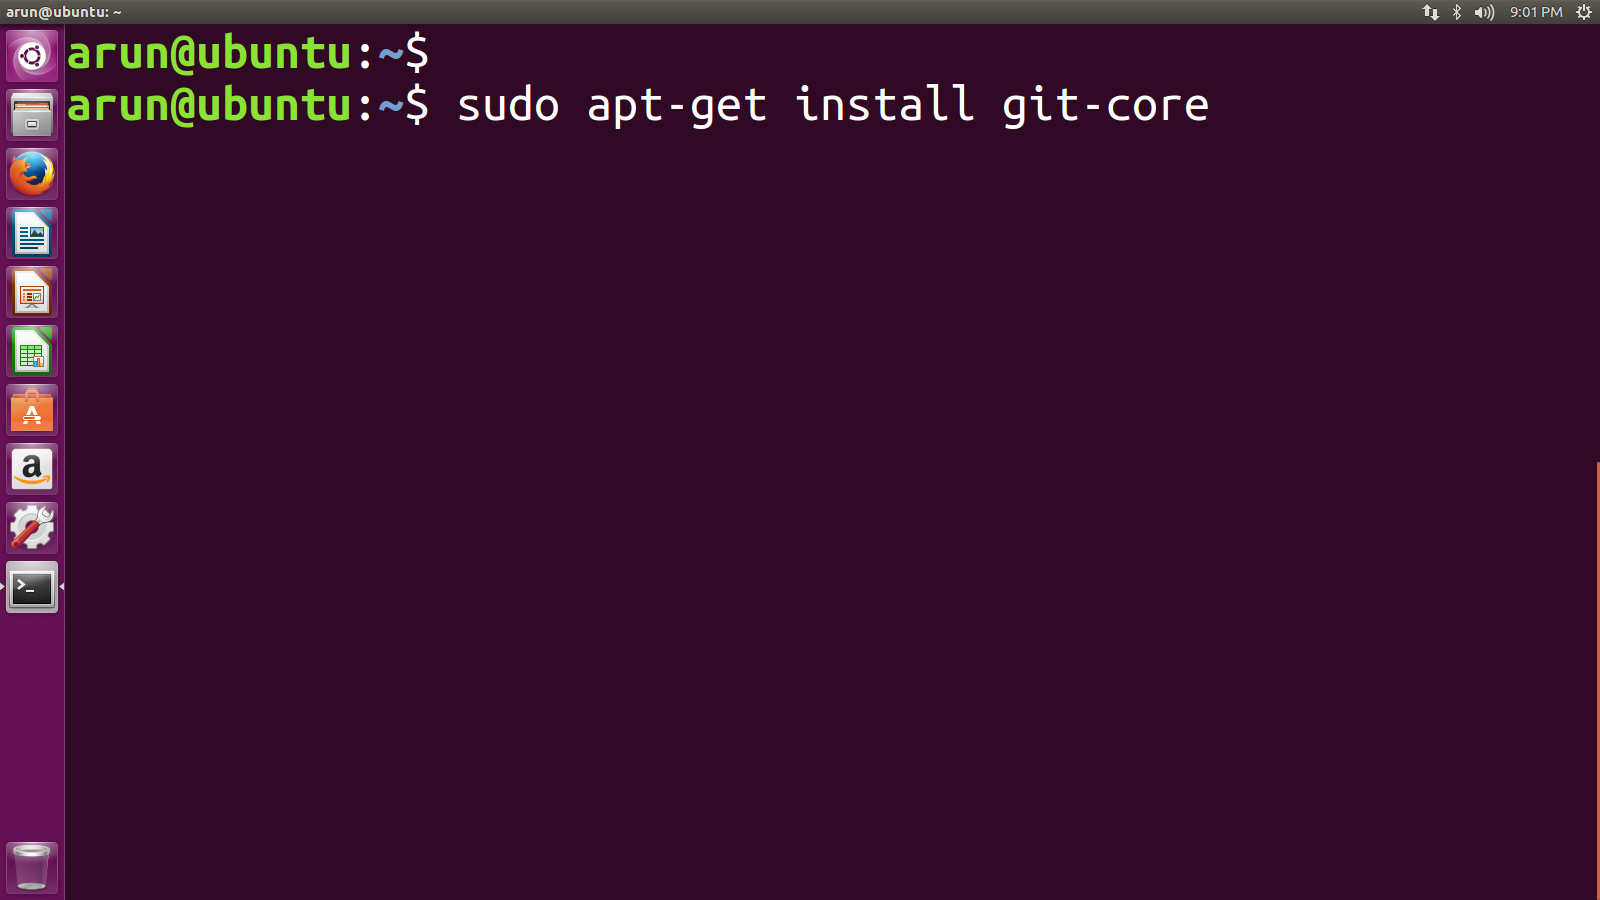 arun@ubuntu: ~
9:01 PM
arun@ubuntu:~$
arun@ubuntu:~$ sudo apt-get install git-core